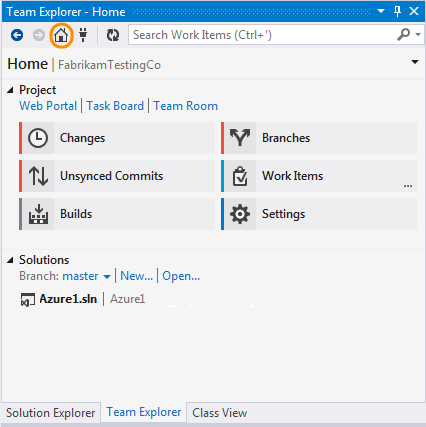 Team Explorer - Home
Search Work Items (Ctrl+')
Home | FabrikamTestingCo
Project
Web Portal | Task Board | Team Room
Changes
Branches
Unsynced Commits
Work Items
...
Builds
Settings
Solutions
Branch: master | New... | Open...
Azure1.sln | Azure1
Solution Explorer Team Explorer Class View